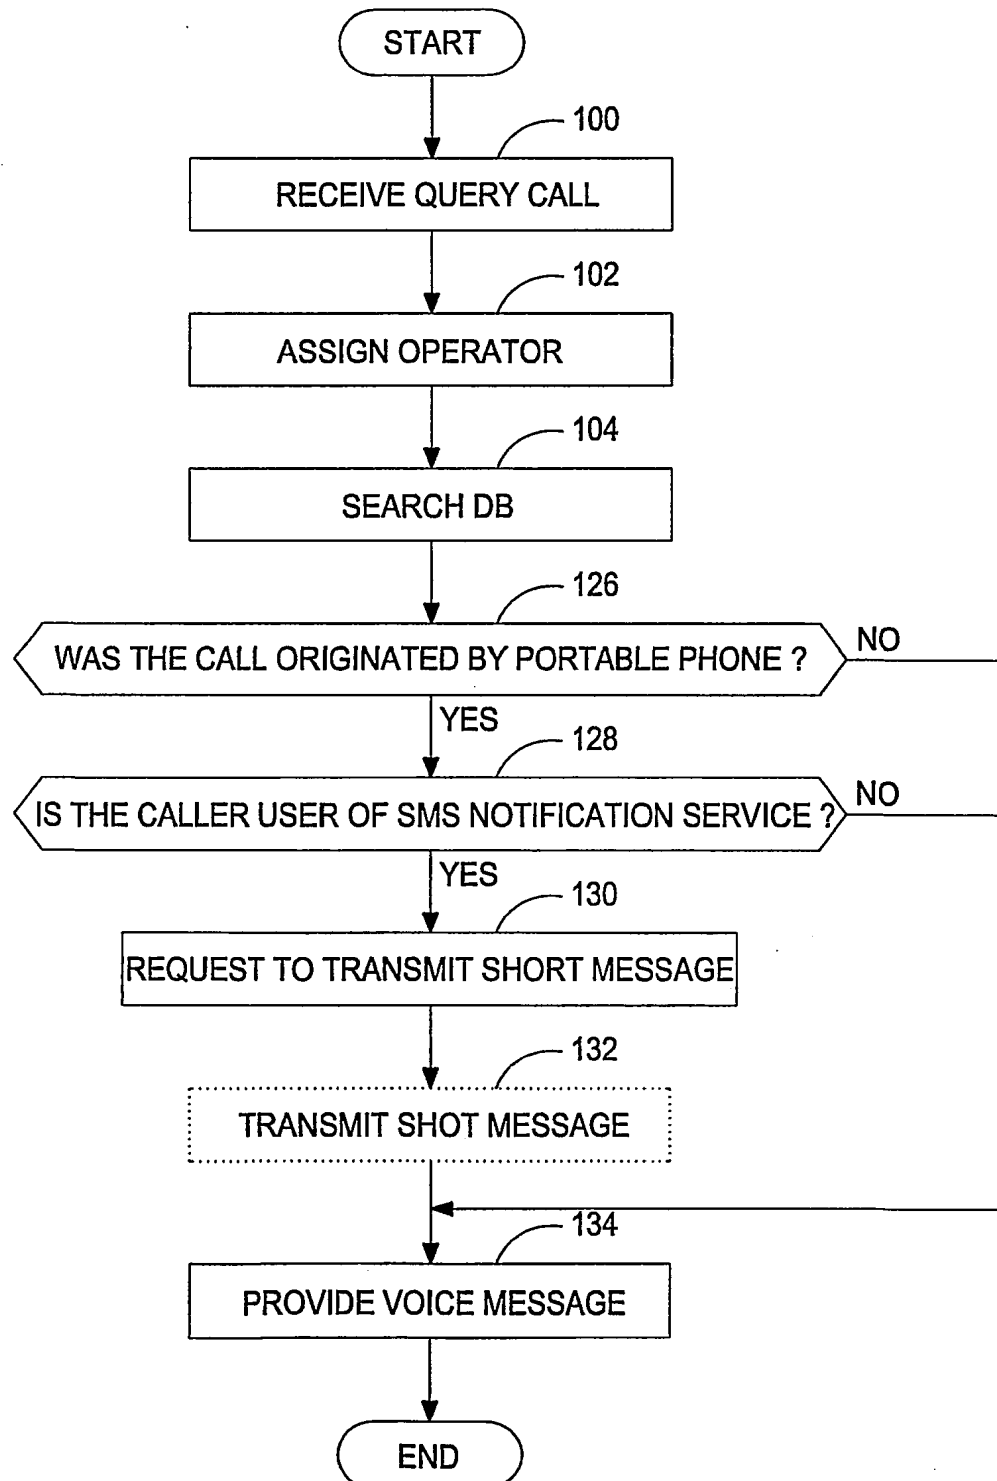 START
100
RECEIVE QUERY CALL
102
ASSIGN OPERATOR
104
SEARCH DB
126
WAS THE CALL ORIGINATED BY PORTABLE PHONE ?
NO
YES
128
IS THE CALLER USER OF SMS NOTIFICATION SERVICE ?
NO
YES
130
REQUEST TO TRANSMIT SHORT MESSAGE
132
TRANSMIT SHOT MESSAGE
134
PROVIDE VOICE MESSAGE
END